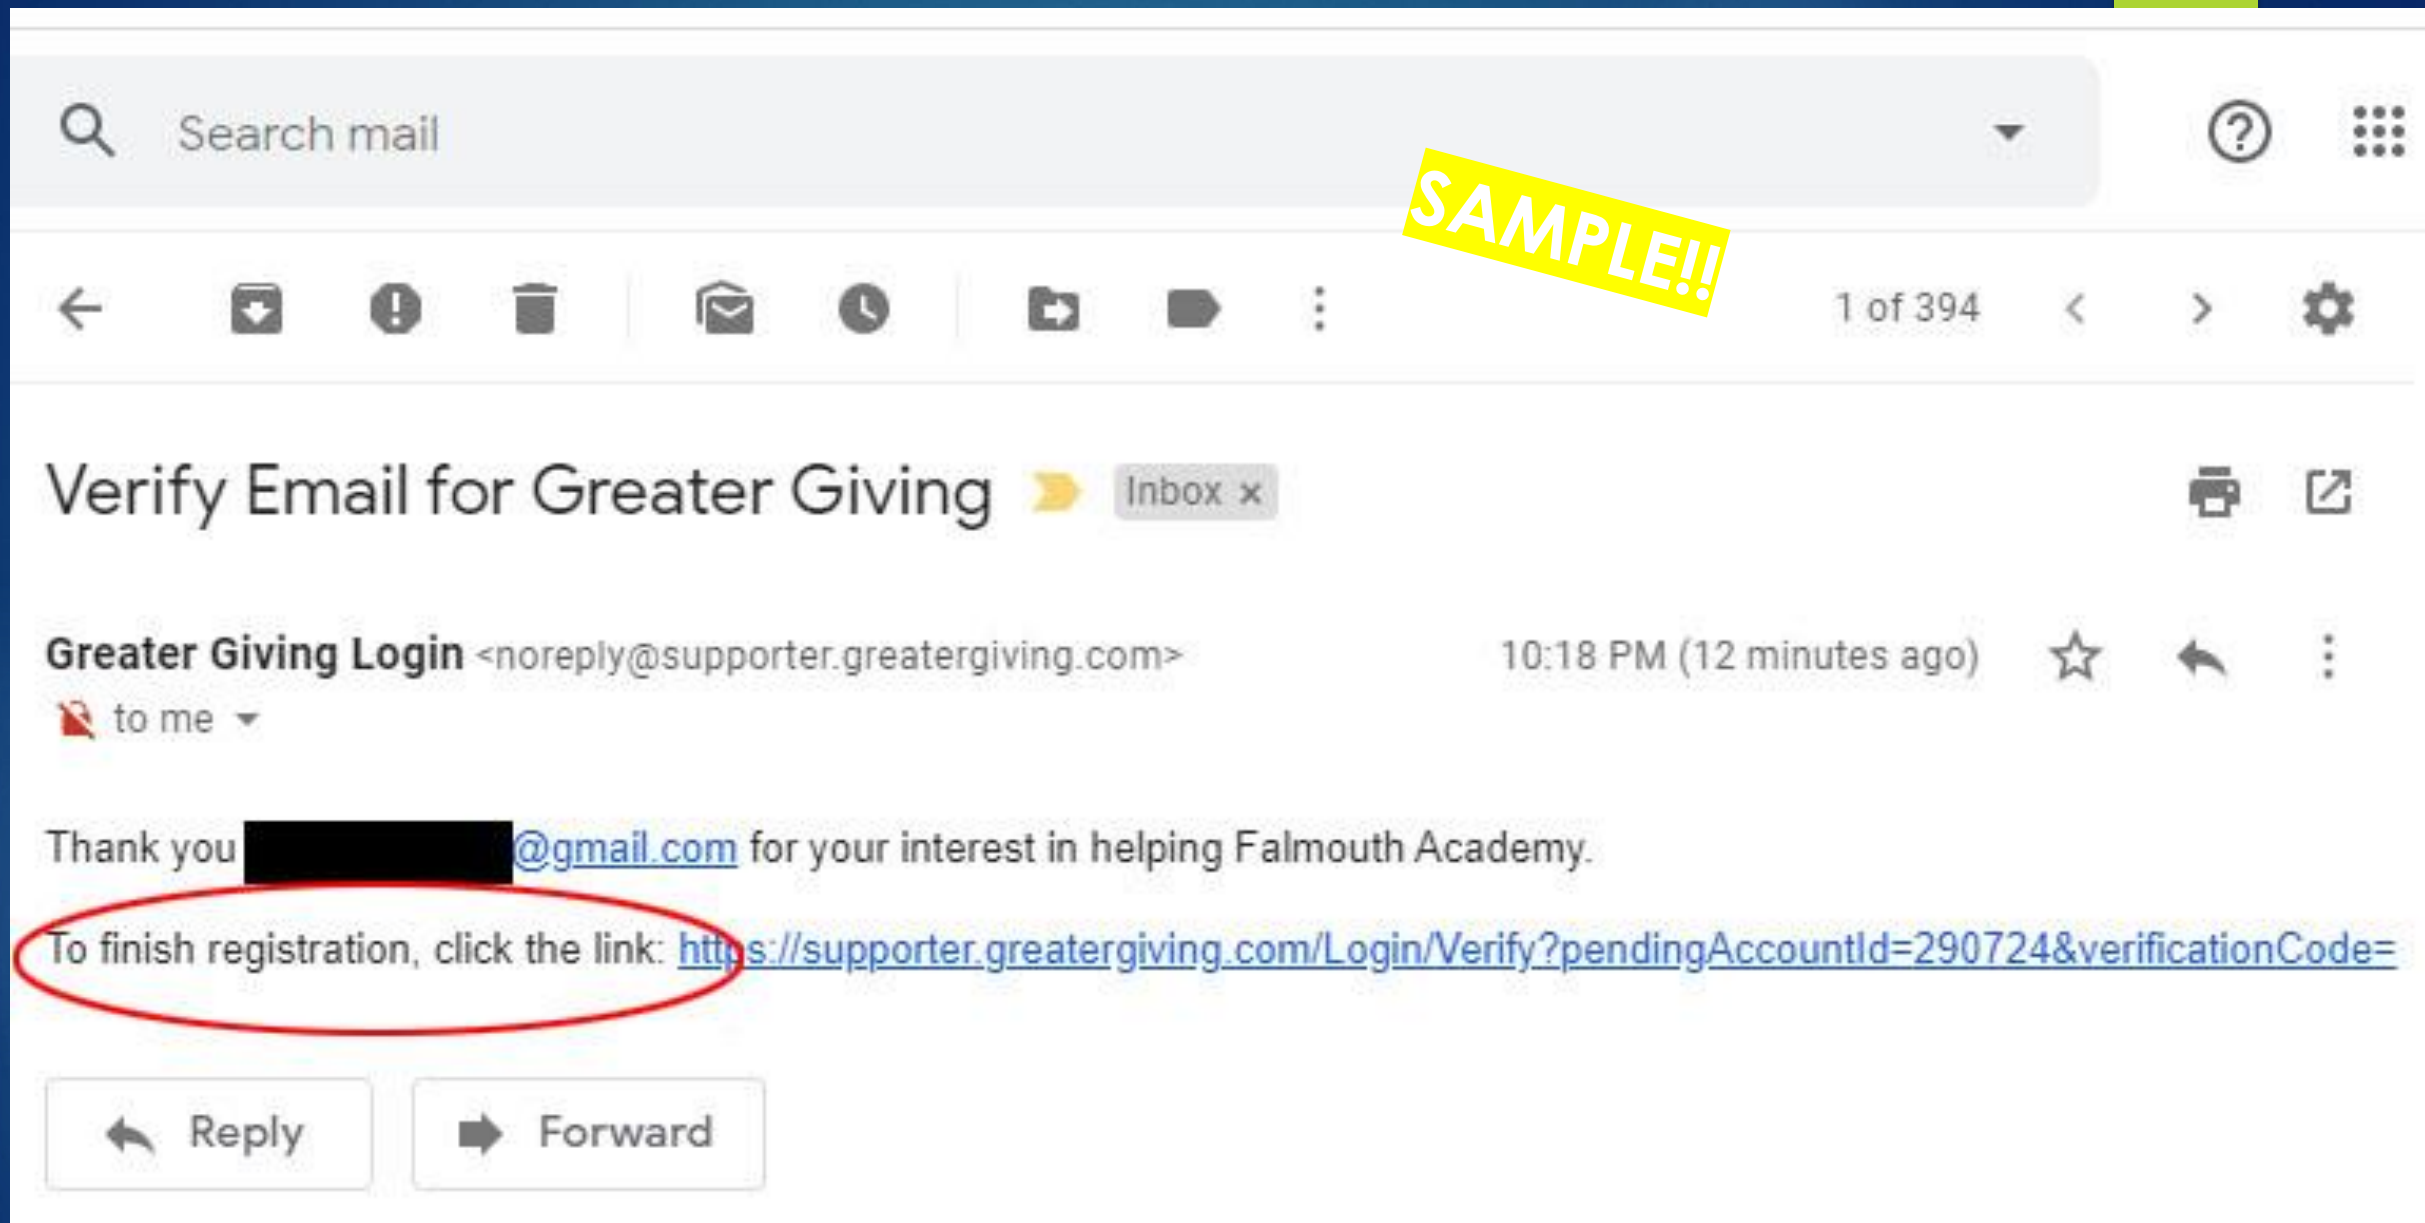 Search mail
SAMPLE!!
1 of 394
Verify Email for Greater Giving Inbox x
Greater Giving Login <noreply@supporter.greatergiving.com> 10:18 PM (12 minutes ago)
to me
Thank you @gmail.com for your interest in helping Falmouth Academy.
To finish registration, click the link: https://supporter.greatergiving.com/Login/Verify?pendingAccountId=290724&verificationCode=
Reply Forward